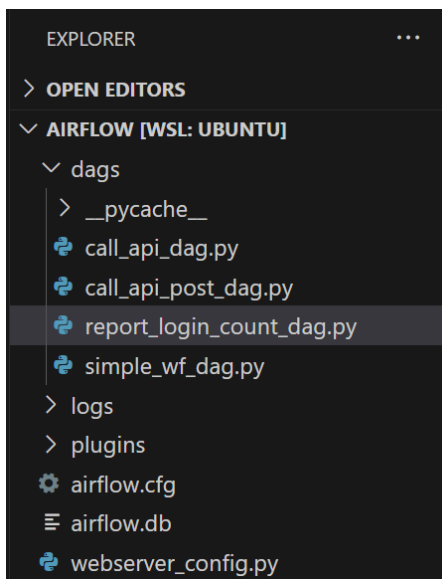 EXPLORER ...
OPEN EDITORS
AIRFLOW [WSL: UBUNTU]
dags
__pycache__
call_api_dag.py
call_api_post_dag.py
report_login_count_dag.py
simple_wf_dag.py
logs
plugins
airflow.cfg
airflow.db
webserver_config.py